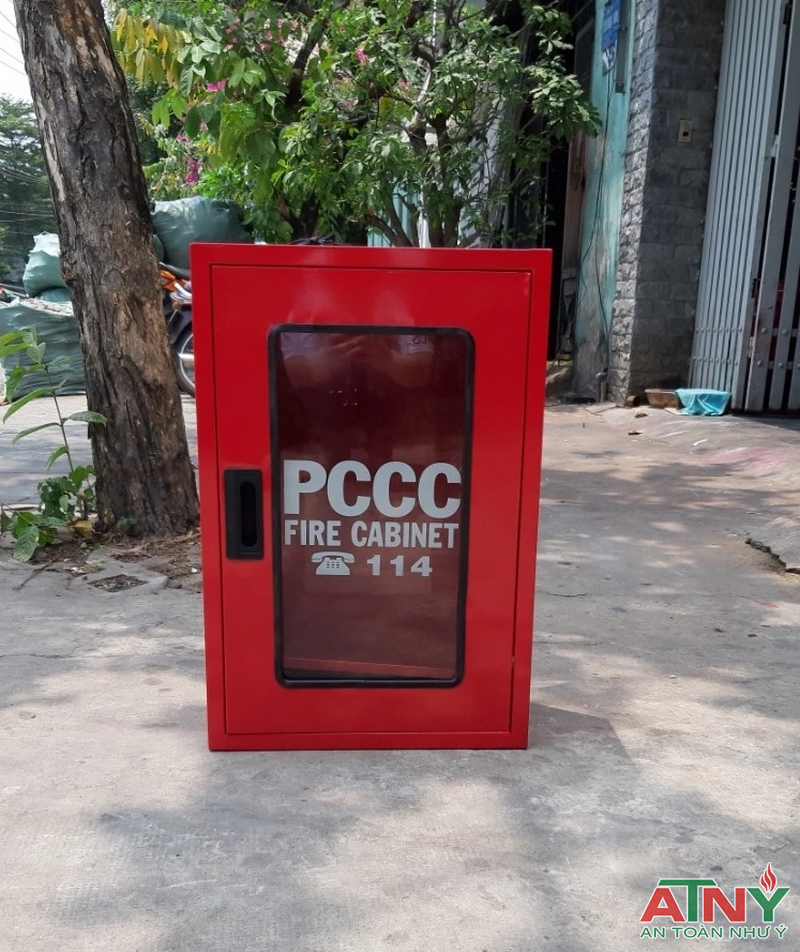 PCCC
FIRE CABINET
114
ATNY
AN TOÀN NHƯ Ý